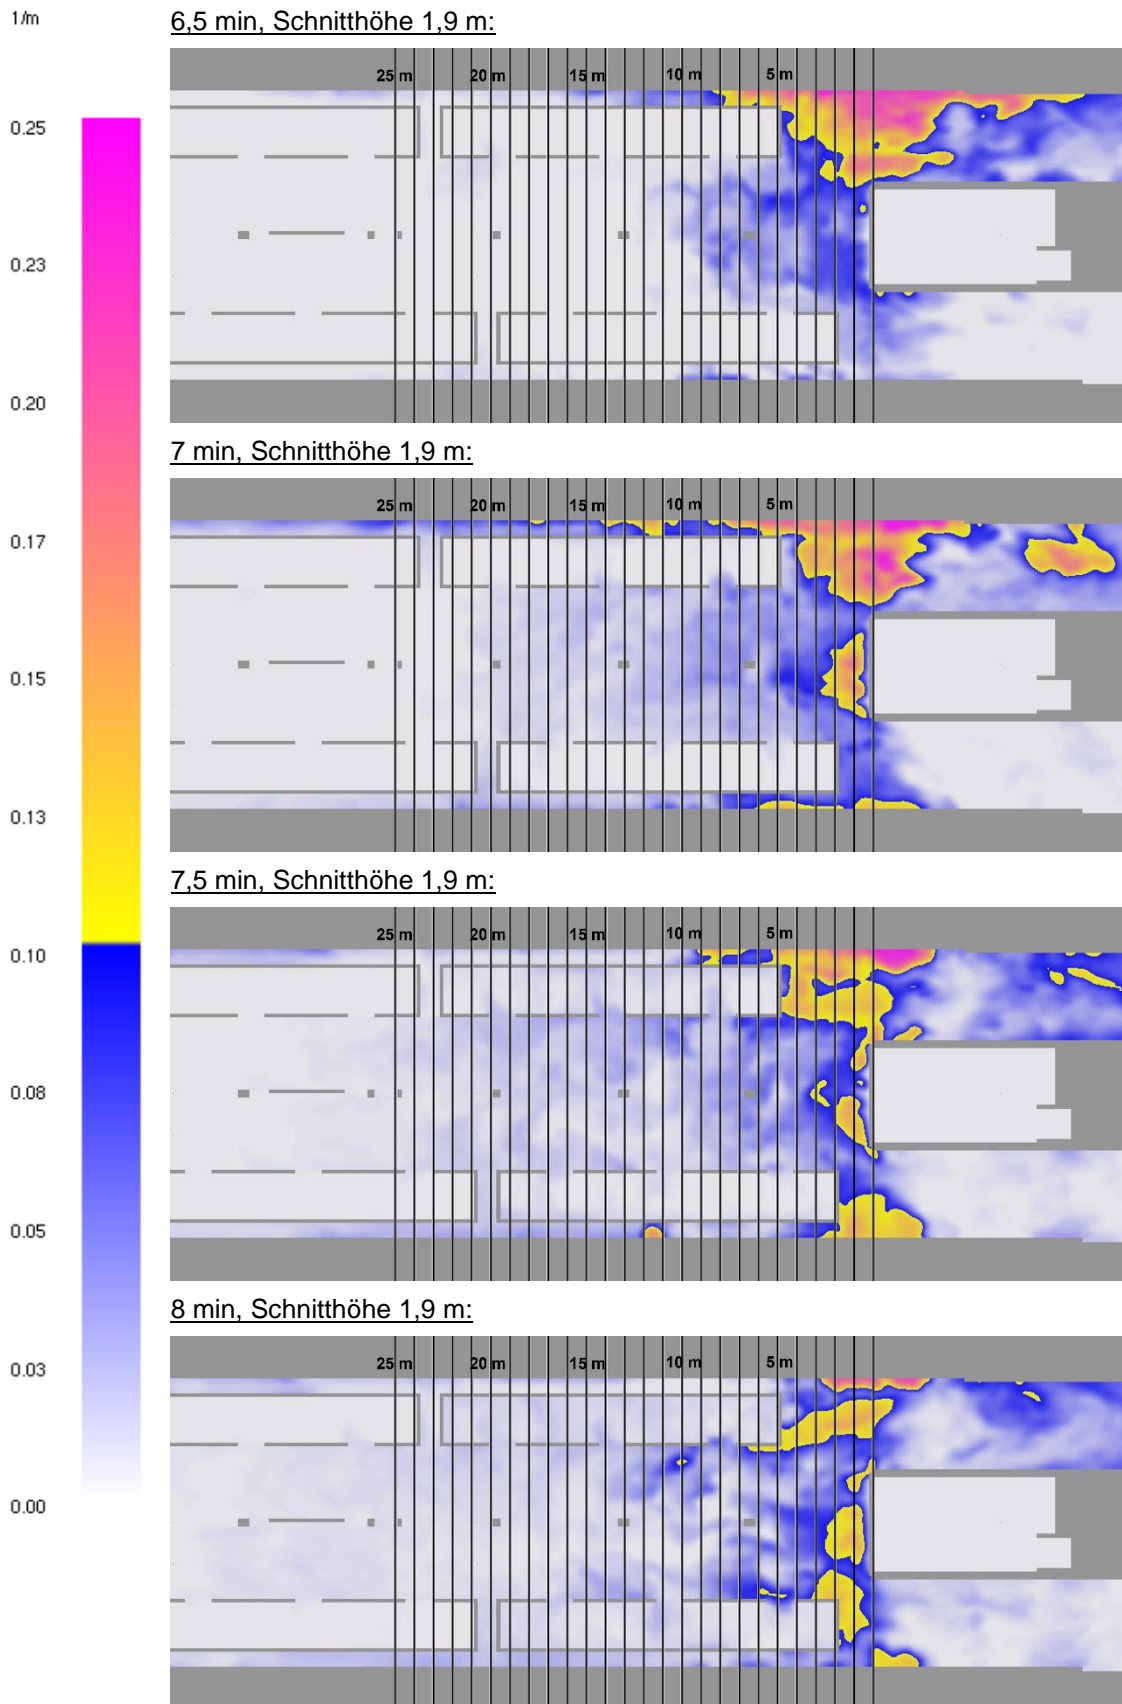 1/m
6,5 min, Schnitthöhe 1,9 m:
25 m 20 m 15 m 10 m 5 m
0.25
0.23
0.20
7 min, Schnitthöhe 1,9 m:
25 m 20 m 15 m 10 m 5 m
0.17
0.15
0.13
7,5 min, Schnitthöhe 1,9 m:
25 m 20 m 15 m 10 m 5 m
0.10
0.08
0.05
8 min, Schnitthöhe 1,9 m:
25 m 20 m 15 m 10 m 5 m
0.03
0.00